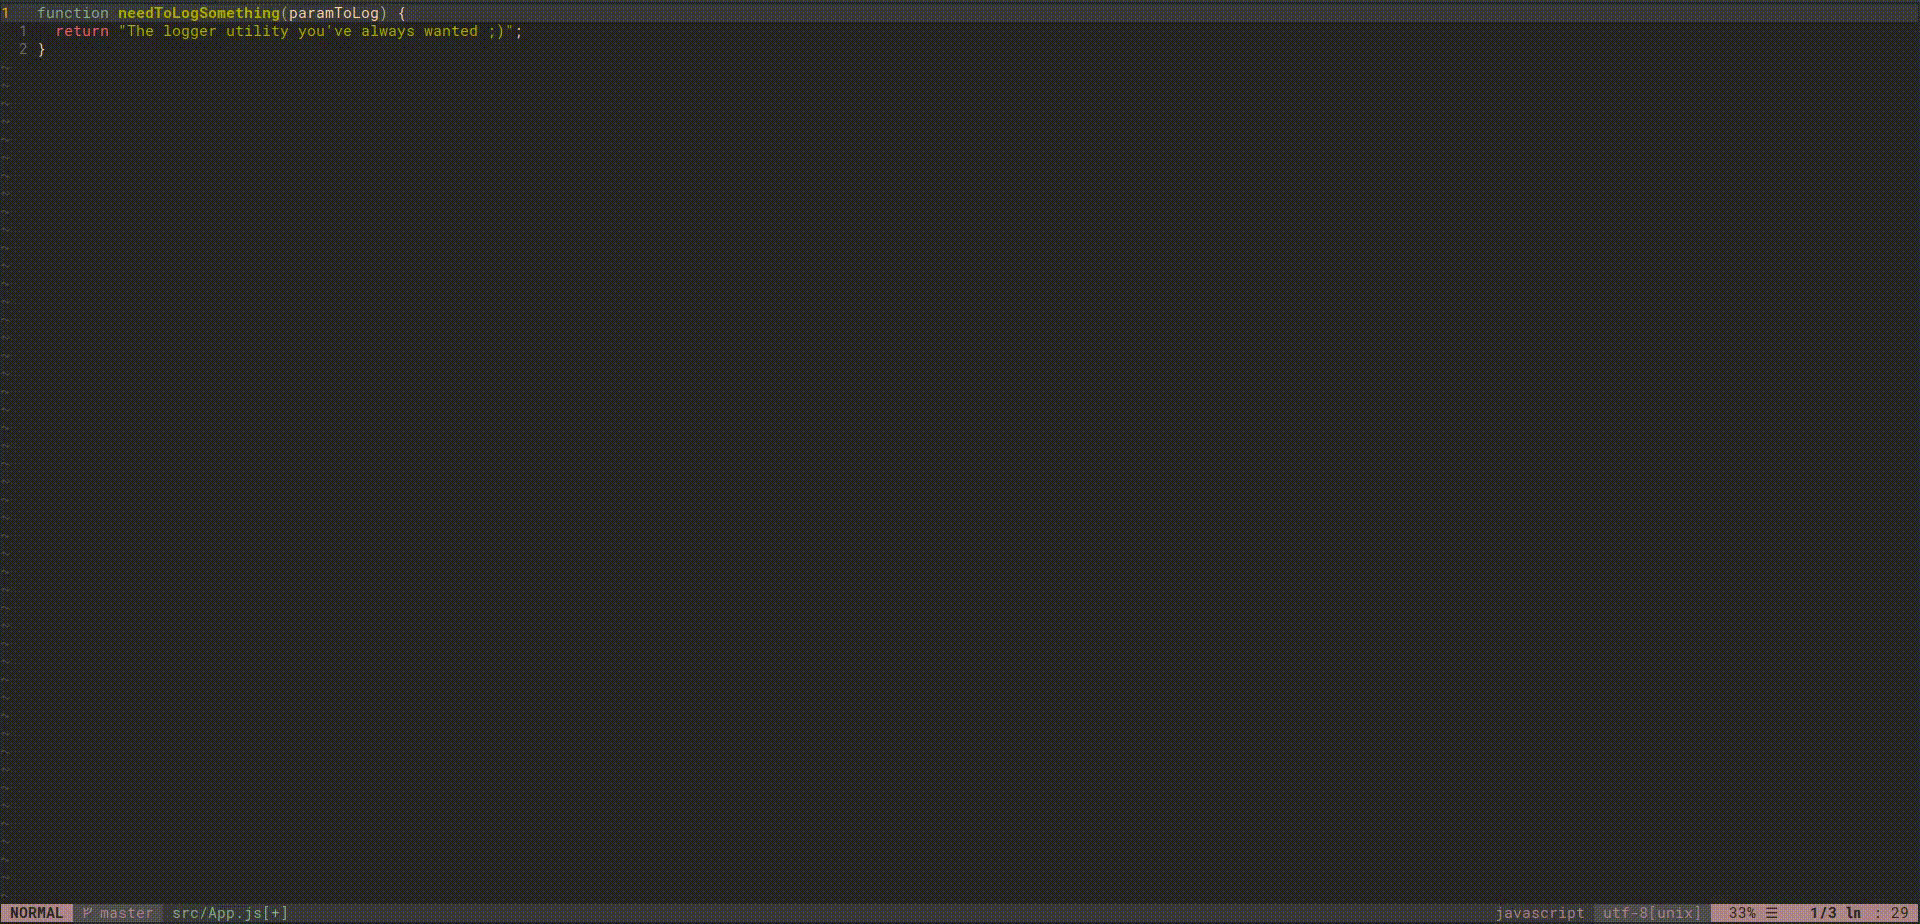 1   function needToLogSomething(paramToLog) {
  1   return "The logger utility you've always wanted ;)";
  2 }
NORMAL master src/App.js[+] javascript utf-8[unix] 33% ☰ 1/3 ln : 29